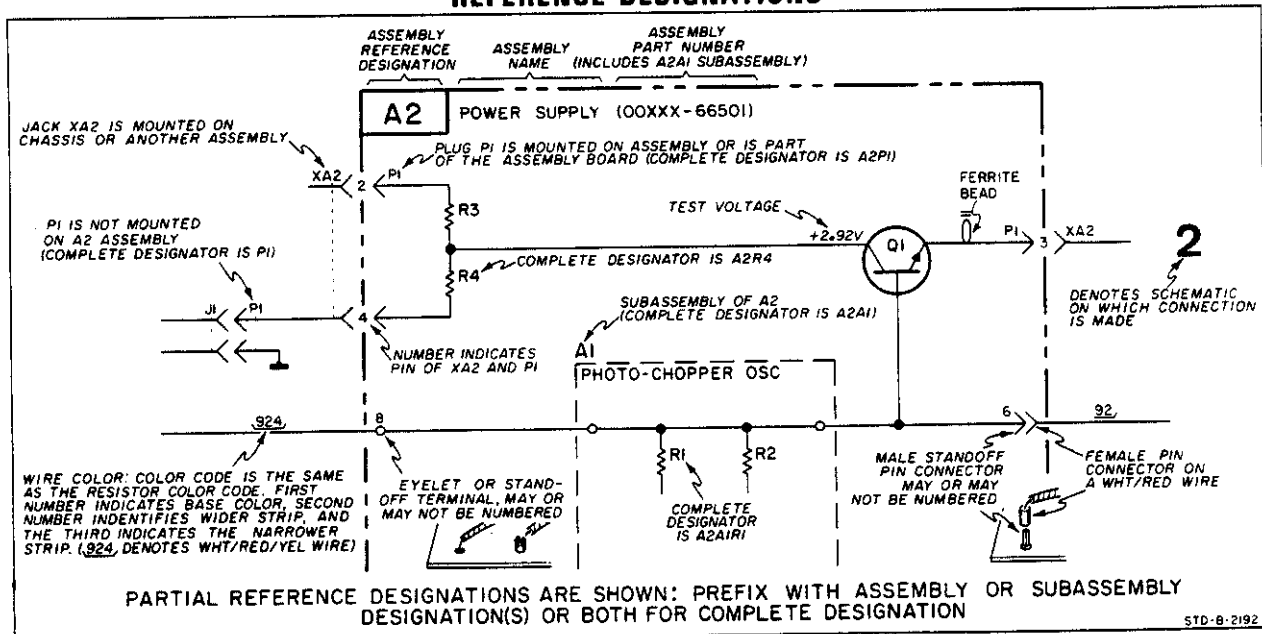 REFERENCE DESIGNATIONS
ASSEMBLY
REFERENCE
DESIGNATION
ASSEMBLY
NAME
ASSEMBLY
PART NUMBER
(INCLUDES A2A1 SUBASSEMBLY)
A2
POWER SUPPLY (00XXX-66501)
JACK XA2 IS MOUNTED ON
CHASSIS OR ANOTHER ASSEMBLY
PLUG P1 IS MOUNTED ON ASSEMBLY OR IS PART
OF THE ASSEMBLY BOARD (COMPLETE DESIGNATOR IS A2P1)
XA2
2
P1
R3
TEST VOLTAGE
+2.92V
Q1
FERRITE
BEAD
P1
3
XA2
2
DENOTES SCHEMATIC
ON WHICH CONNECTION
IS MADE
P1 IS NOT MOUNTED
ON A2 ASSEMBLY
(COMPLETE DESIGNATOR IS P1)
R4
COMPLETE DESIGNATOR IS A2R4
J1
P1
4
NUMBER INDICATES
PIN OF XA2 AND P1
SUBASSEMBLY OF A2
(COMPLETE DESIGNATOR IS A2A1)
A1
PHOTO-CHOPPER OSC
924
8
6
92
R1
R2
WIRE COLOR: COLOR CODE IS THE SAME
AS THE RESISTOR COLOR CODE. FIRST
NUMBER INDICATES BASE COLOR, SECOND
NUMBER INDENTIFIES WIDER STRIP, AND
THE THIRD INDICATES THE NARROWER
STRIP. (924 DENOTES WHT/RED/YEL WIRE)
EYELET OR STAND-
OFF TERMINAL, MAY OR
MAY NOT BE NUMBERED
COMPLETE
DESIGNATOR
IS A2A1R1
MALE STANDOFF
PIN CONNECTOR
MAY OR MAY
NOT BE NUMBERED
FEMALE PIN
CONNECTOR ON
A WHT/RED WIRE
PARTIAL REFERENCE DESIGNATIONS ARE SHOWN: PREFIX WITH ASSEMBLY OR SUBASSEMBLY
DESIGNATION(S) OR BOTH FOR COMPLETE DESIGNATION
STD-B-2192